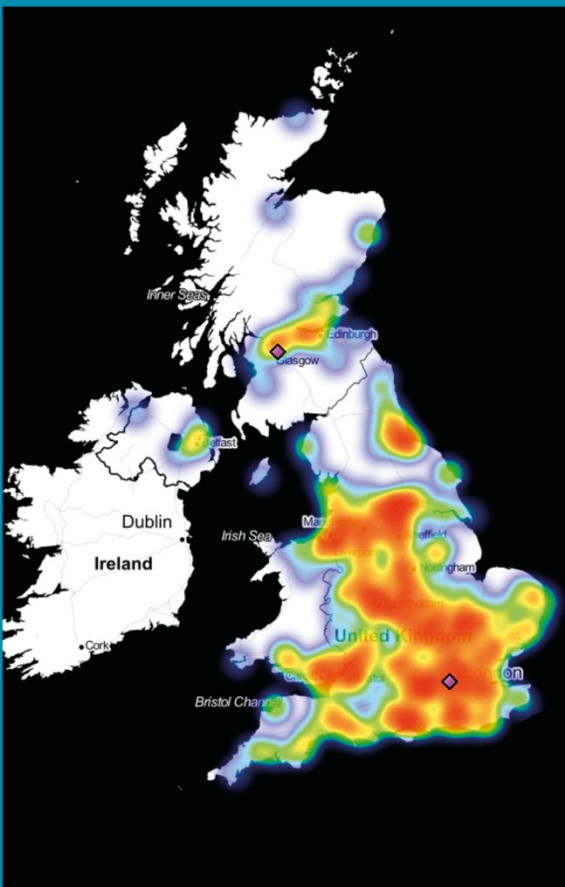 Inner Seas
Edinburgh
Glasgow
Belfast
Dublin
Irish Sea
Ireland
Sheffield
Nottingham
Cork
United Kingdom
London
Bristol Channel